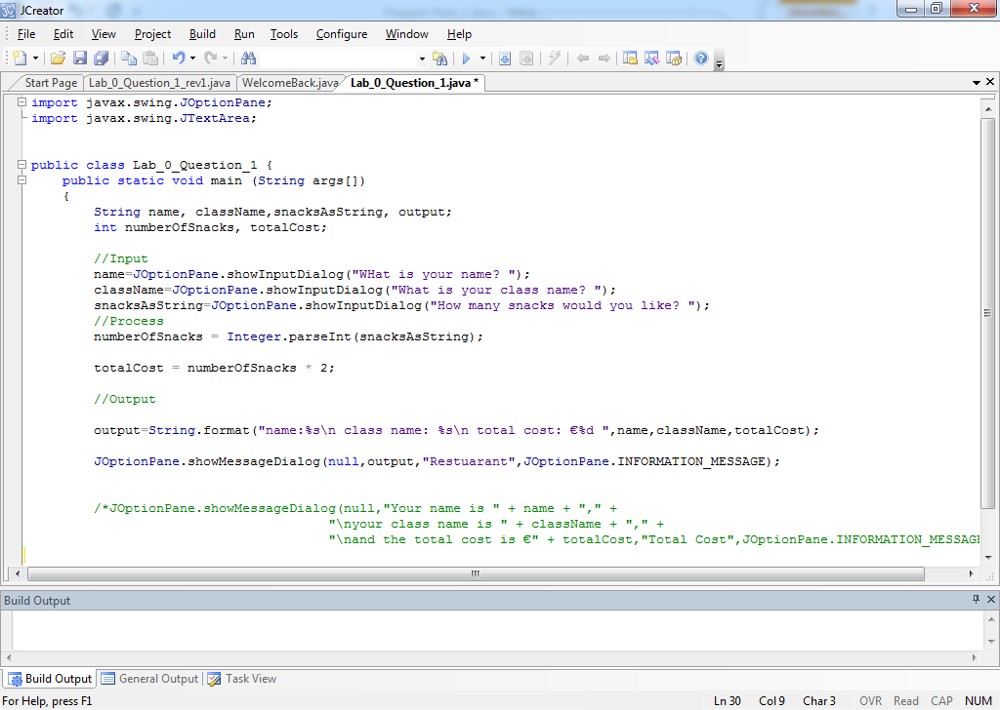 JCreator
File Edit View Project Build Run Tools Configure Window Help
Start Page Lab_0_Question_1_rev1.java WelcomeBack.java Lab_0_Question_1.java *
import javax.swing.JOptionPane;
import javax.swing.JTextArea;
public class Lab_0_Question_1 {
public static void main (String args[])
{
String name, className,snacksAsString, output;
int numberOfSnacks, totalCost;
//Input
name=JOptionPane.showInputDialog("WHat is your name? ");
className=JOptionPane.showInputDialog("What is your class name? ");
snacksAsString=JOptionPane.showInputDialog("How many snacks would you like? ");
//Process
numberOfSnacks = Integer.parseInt(snacksAsString);
totalCost = numberOfSnacks * 2;
//Output
output=String.format("name:%s\n class name: %s\n total cost: €%d ",name,className,totalCost);
JOptionPane.showMessageDialog(null,output,"Restuarant",JOptionPane.INFORMATION_MESSAGE);
/*JOptionPane.showMessageDialog(null,"Your name is " + name + "," +
"\nyour class name is " + className + "," +
"\nand the total cost is €" + totalCost,"Total Cost",JOptionPane.INFORMATION_MESSAG
Build Output
Build Output General Output Task View
For Help, press F1 Ln 30 Col 9 Char 3 OVR Read CAP NUM